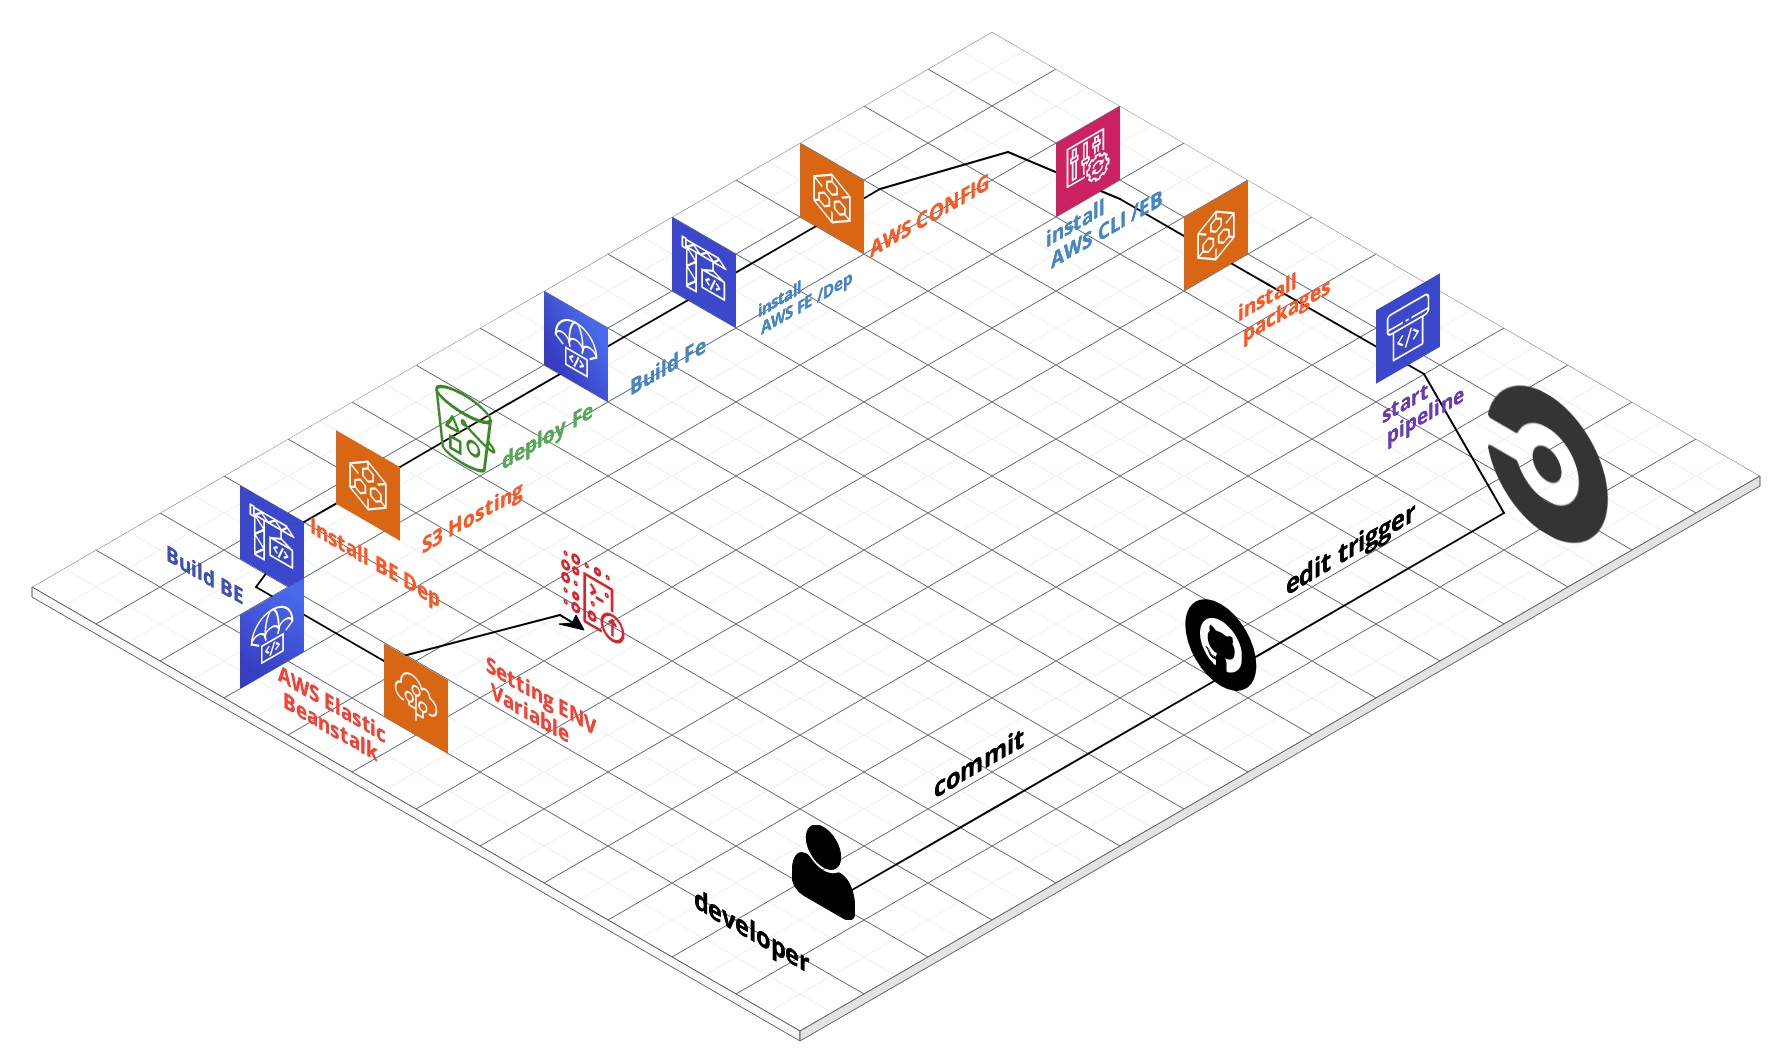 install
AWS CLI /EB
AWS CONFIG
install
AWS FE /Dep
install
packages
Build Fe
start
pipeline
deploy Fe
S3 Hosting
edit trigger
Install BE Dep
Build BE
AWS Elastic
Beanstalk
Setting ENV
Variable
commit
developer